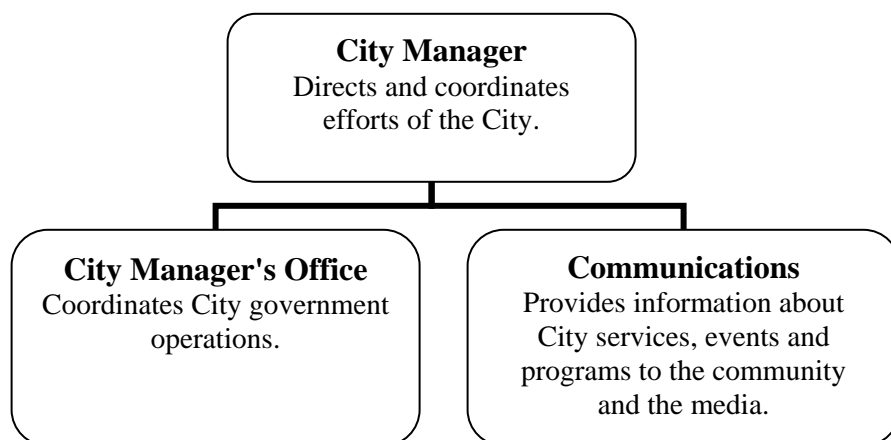 City Manager
Directs and coordinates
efforts of the City.
City Manager's Office
Coordinates City government
operations.
Communications
Provides information about
City services, events and
programs to the community
and the media.